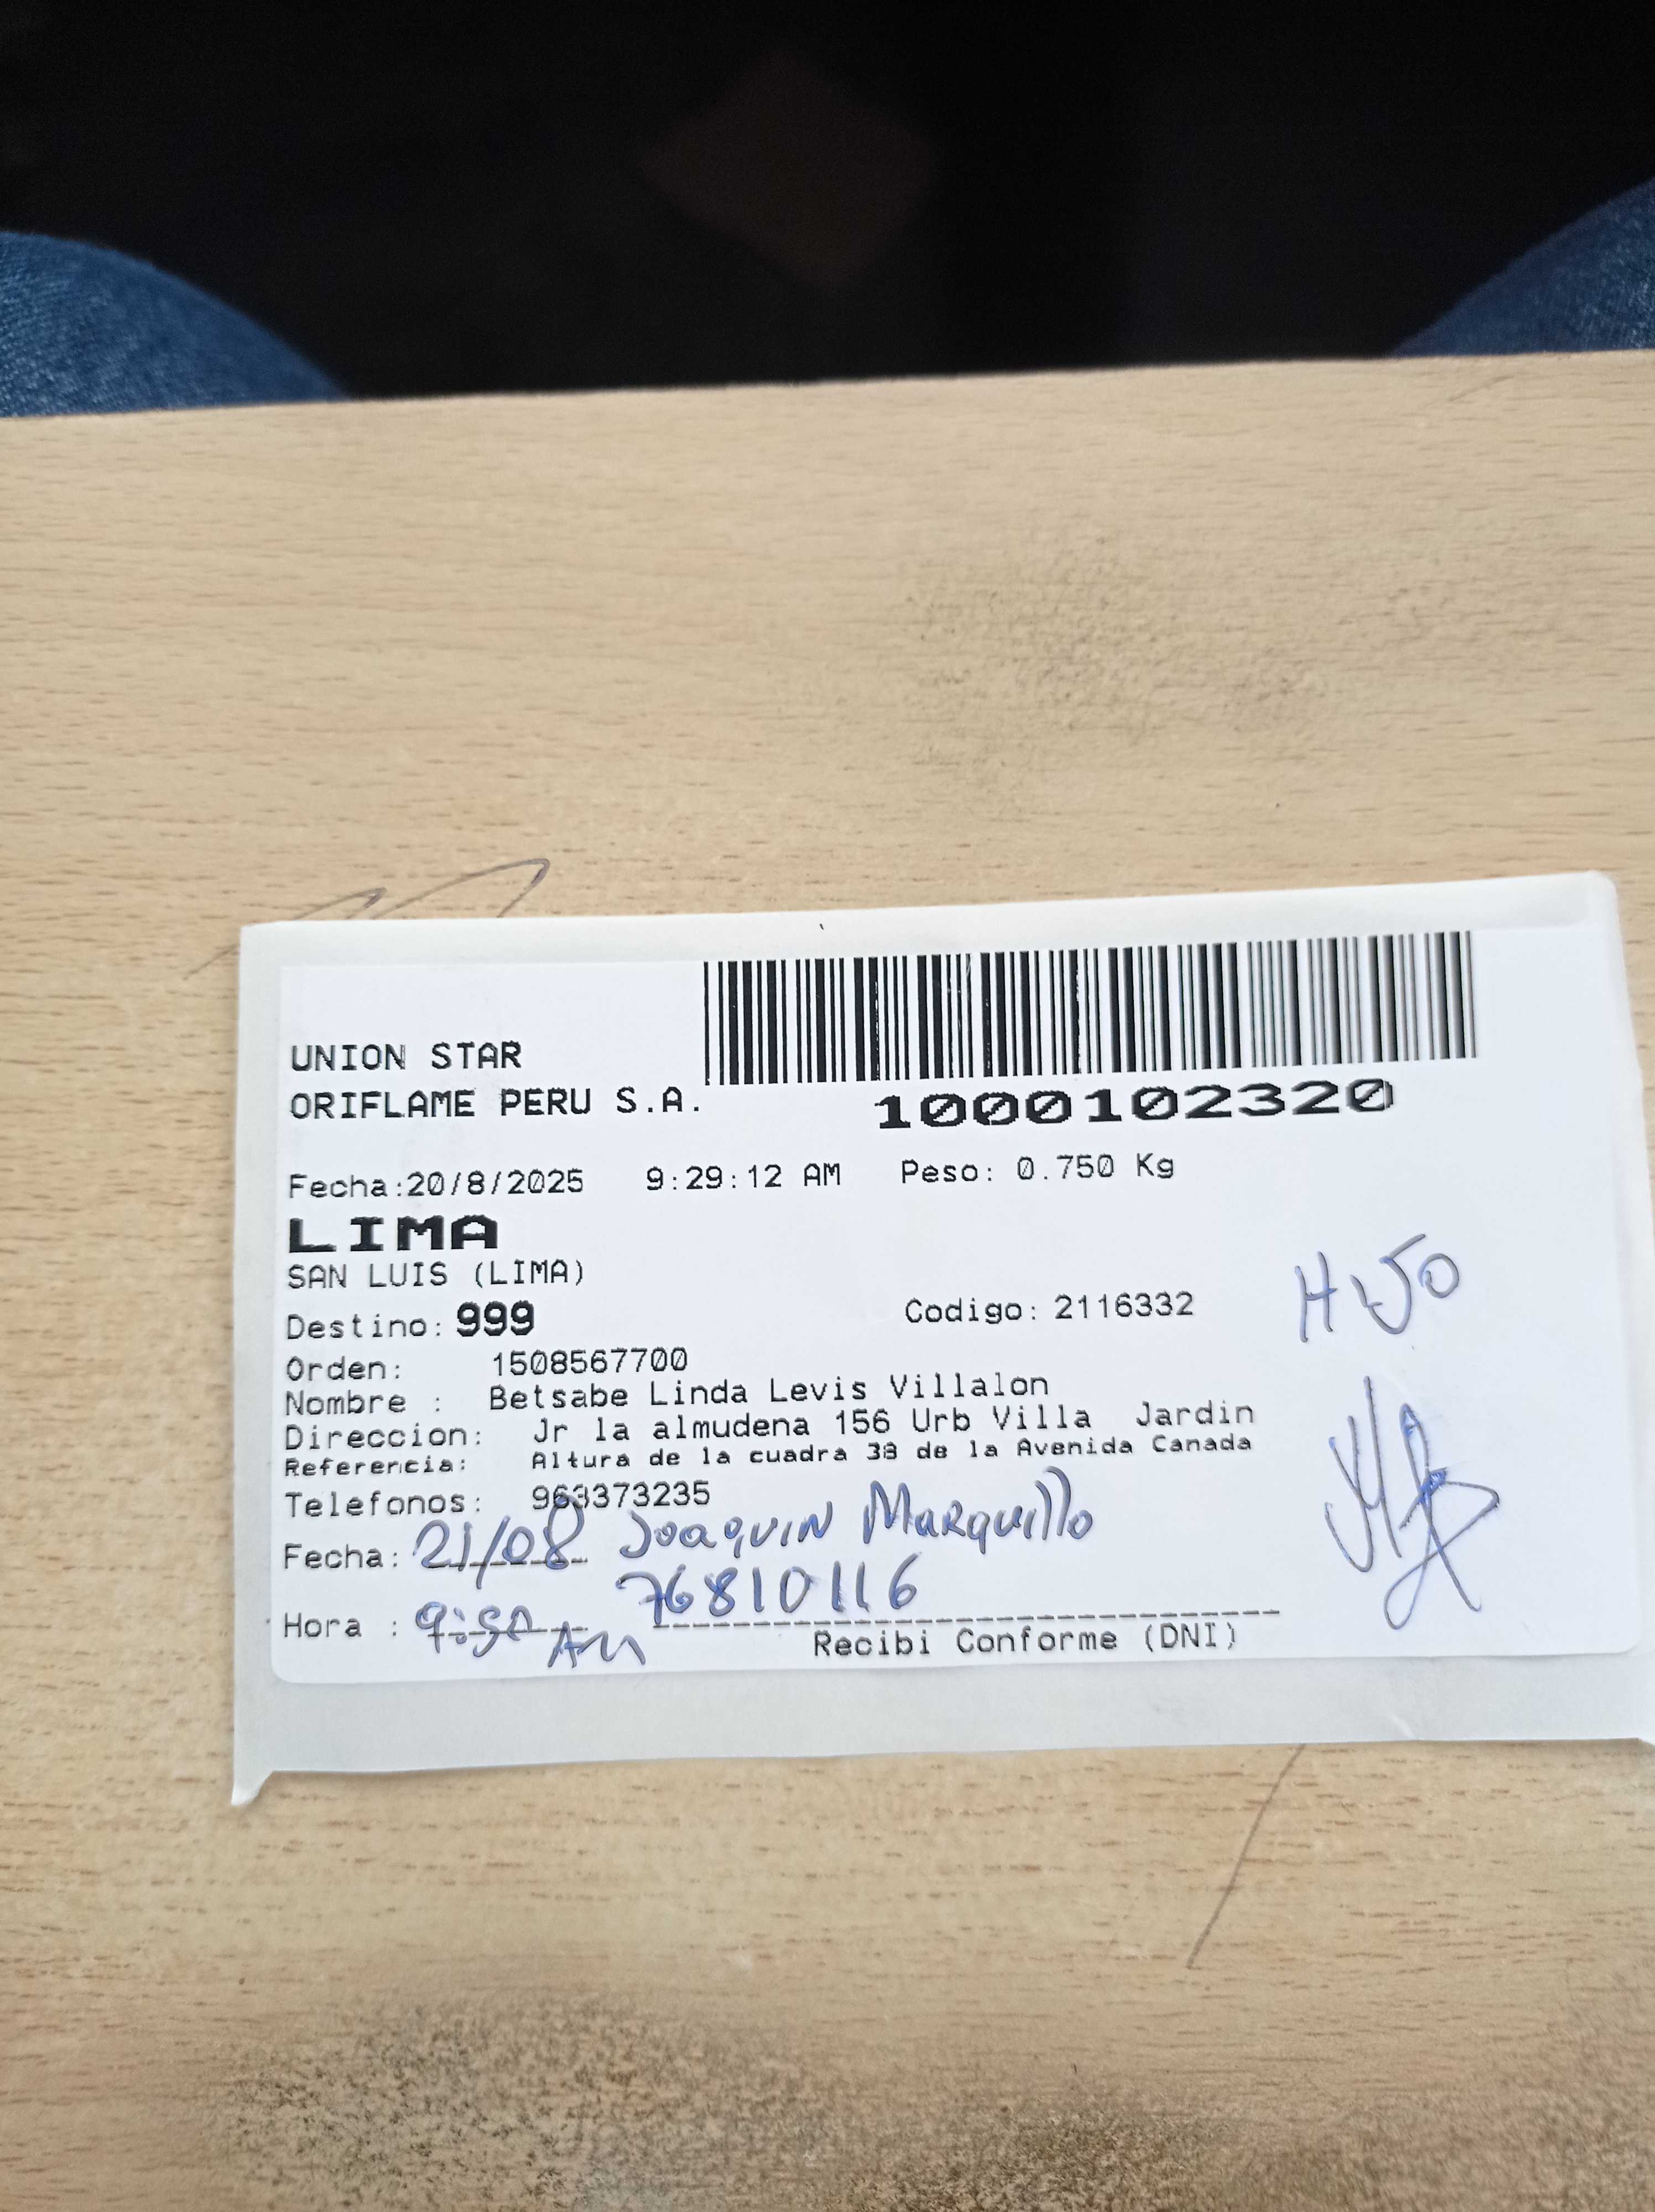 UNION STAR
ORIFLAME PERU S.A.
1000102320
Fecha:20/8/2025 9:29:12 AM Peso: 0.750 Kg
LIMA
SAN LUIS (LIMA)
Destino: 999 Codigo: 2116332
Orden: 1508567700
Nombre : Betsabe Linda Levis Villalon
Direccion: Jr la almudena 156 Urb Villa Jardin
Referencia: Altura de la cuadra 38 de la Avenida Canada
Telefonos: 963373235
Fecha: 21/08 Joaquin Marquillo
76810116
Hora : 9:50 AM
Recibi Conforme (DNI)
HIJO